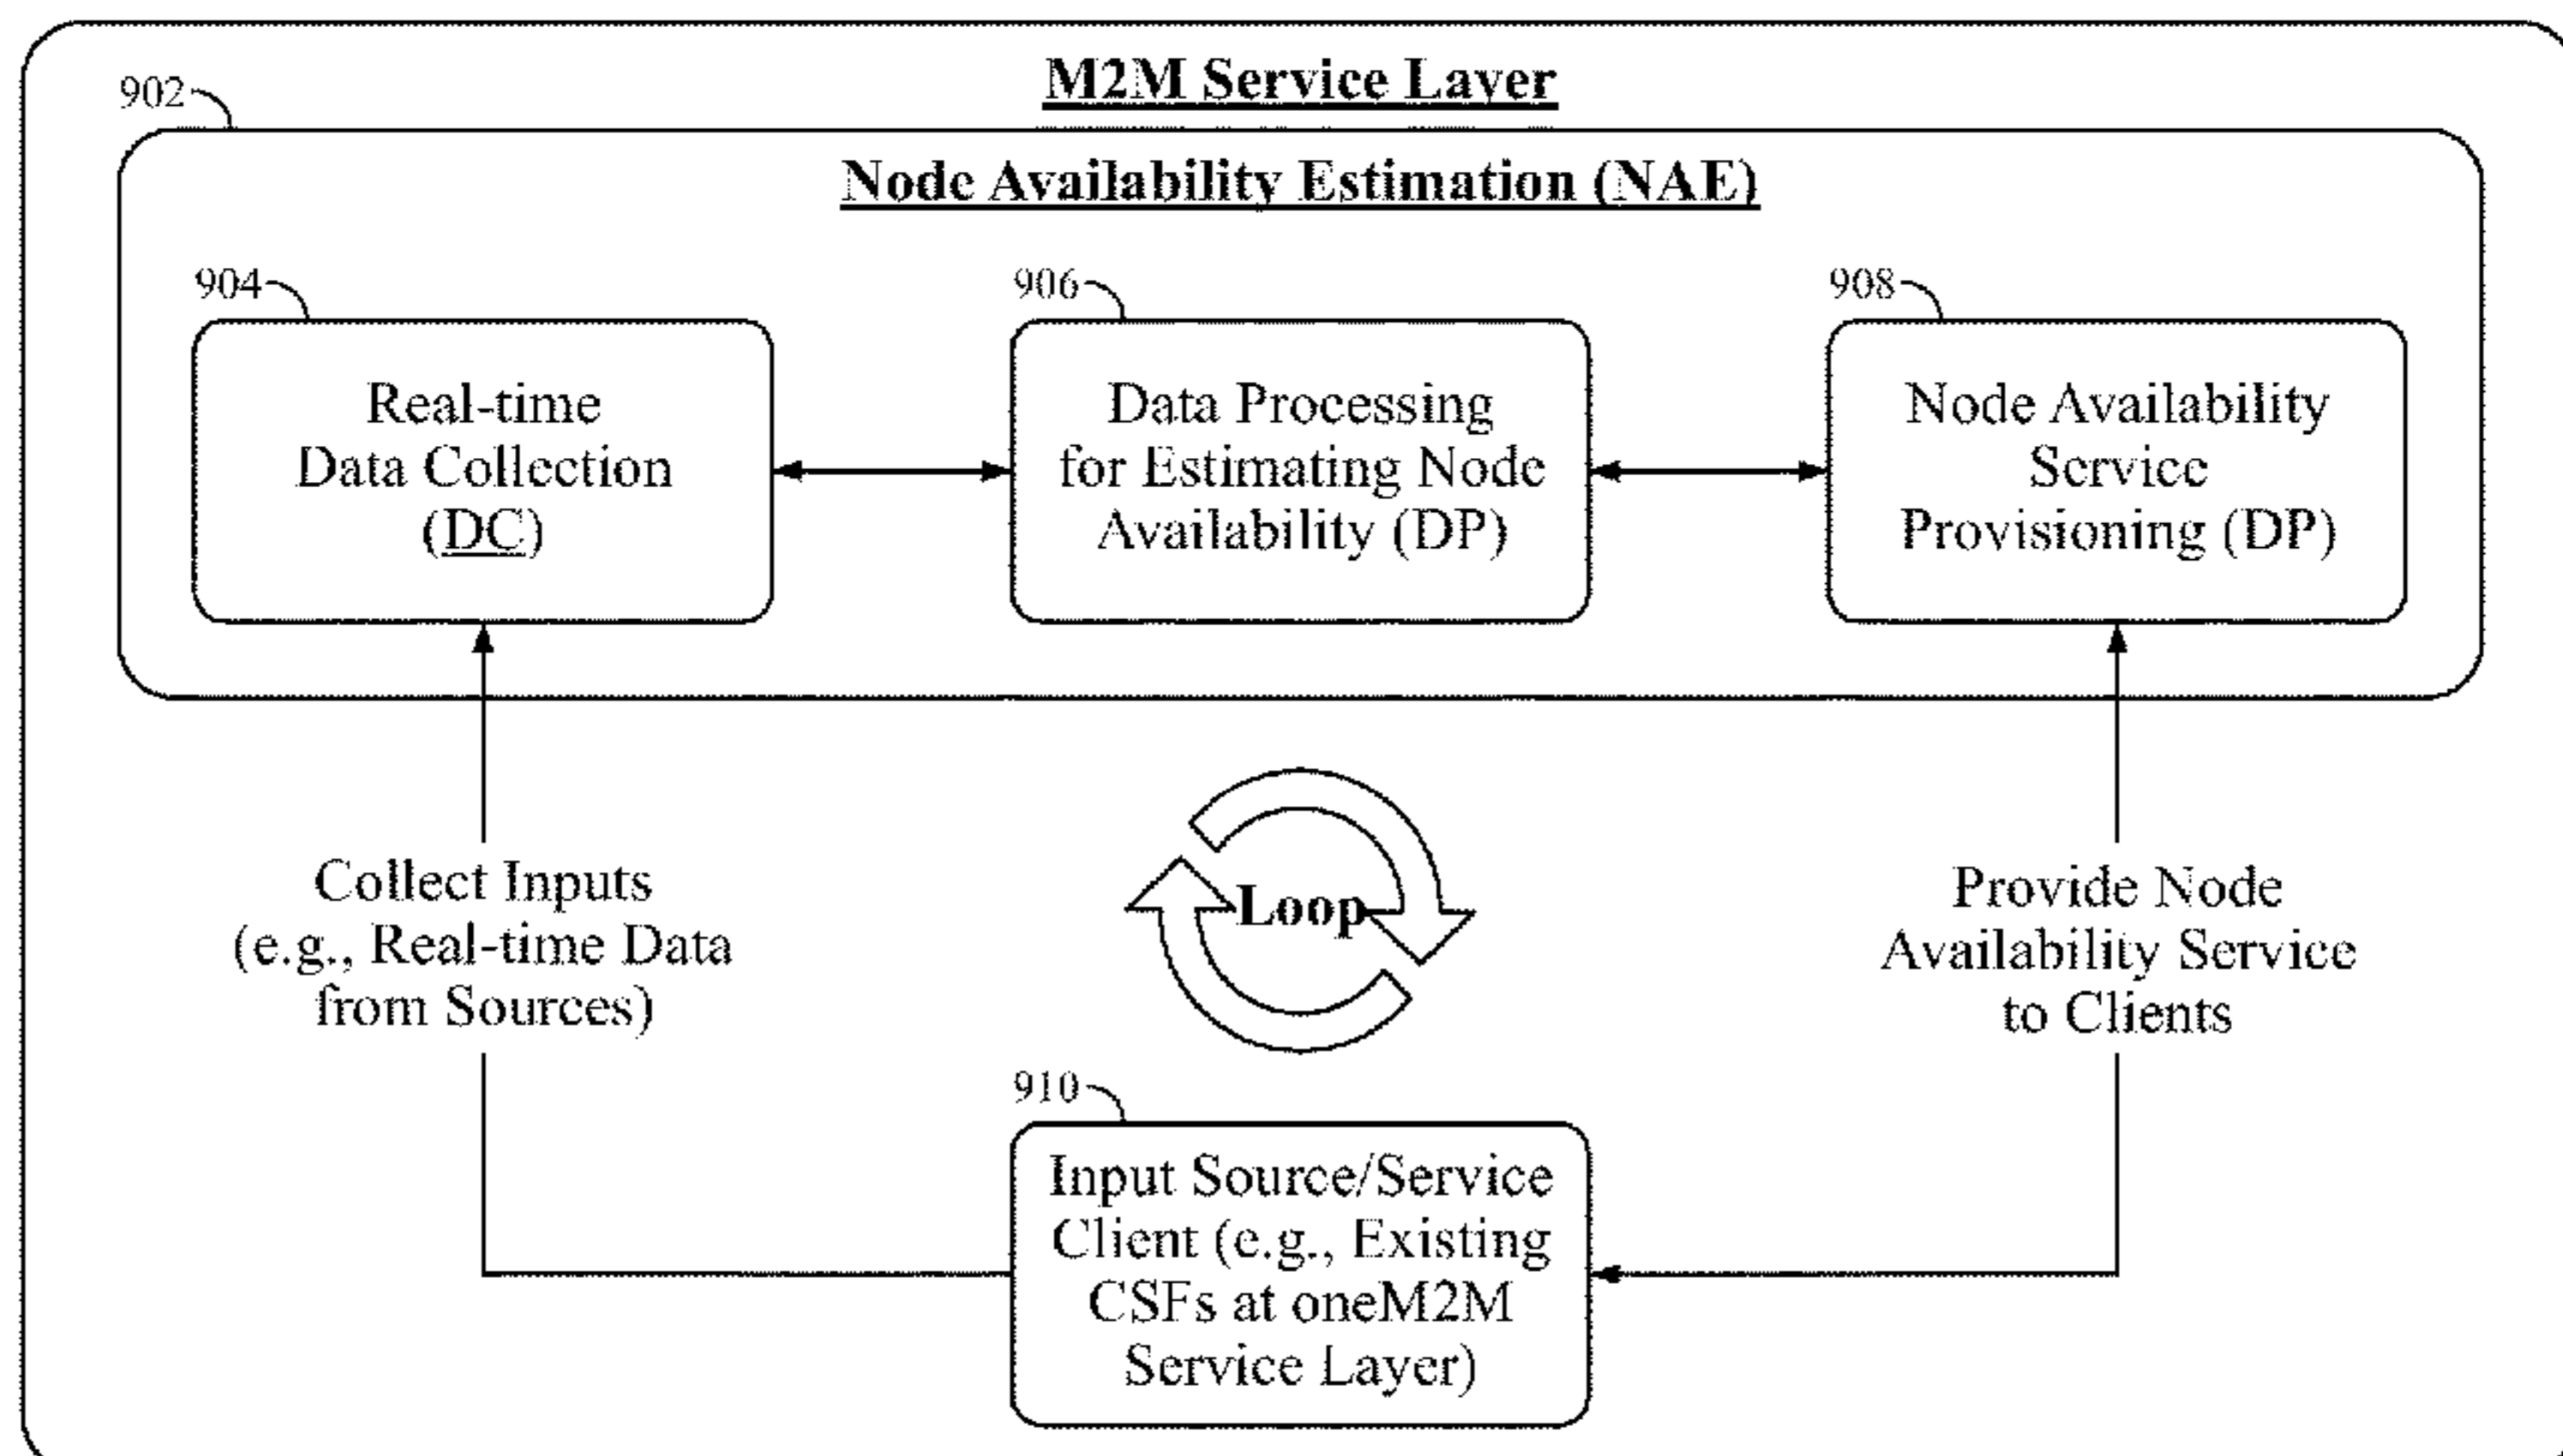 M2M Service Layer
902
Node Availability Estimation (NAE)
904
906
908
Real-time
Data Collection
(DC)
Data Processing
for Estimating Node
Availability (DP)
Node Availability
Service
Provisioning (DP)
Collect Inputs
(e.g., Real-time Data
from Sources)
Loop
Provide Node
Availability Service
to Clients
910
Input Source/Service
Client (e.g., Existing
CSFs at oneM2M
Service Layer)